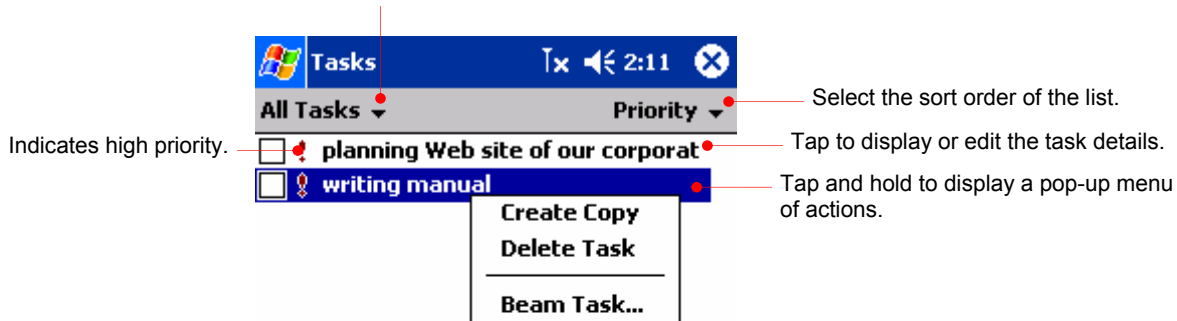 Tasks 2:11
All Tasks Priority
Select the sort order of the list.
Indicates high priority.
planning Web site of our corporat
Tap to display or edit the task details.
writing manual
Tap and hold to display a pop-up menu
of actions.
Create Copy
Delete Task
Beam Task...